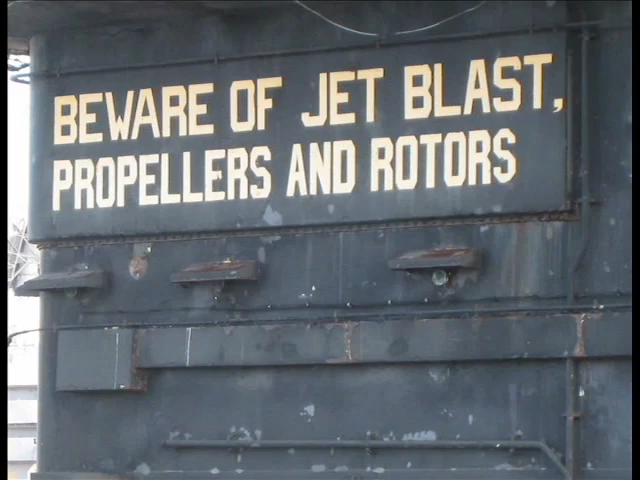 BEWARE OF JET BLAST,
PROPELLERS AND ROTORS